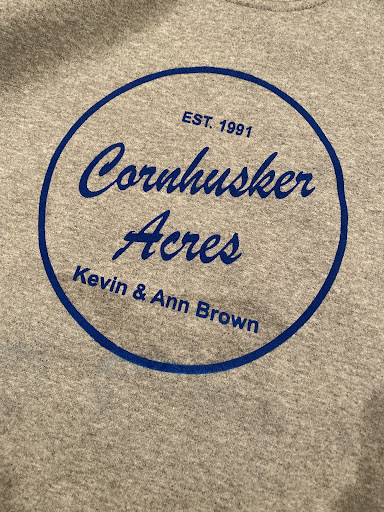 EST. 1991
Cornhusker
Acres
Kevin & Ann Brown